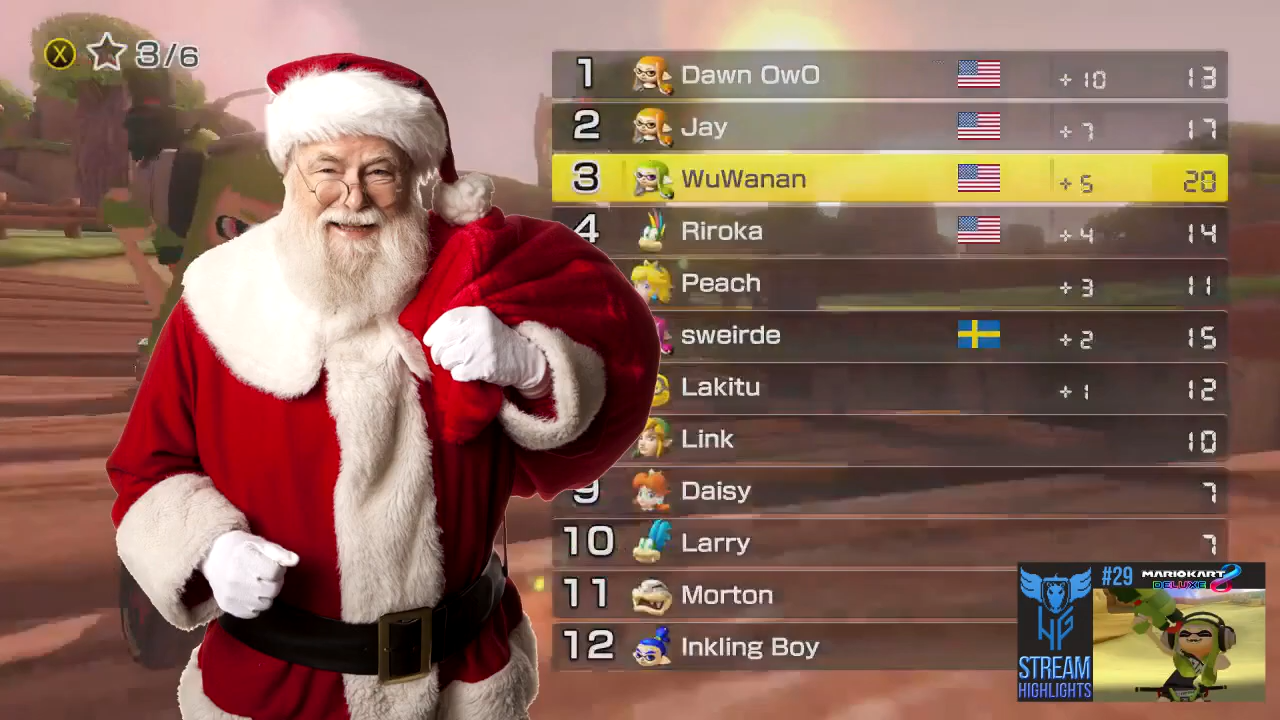 X 3/6
1 Dawn OwO +10 13
2 Jay +7 17
3 WuWanan +5 20
4 Riroka +4 14
Peach +3 11
sweirde +2 15
Lakitu +1 12
Link 10
9 Daisy 7
10 Larry 7
11 Morton
12 Inkling Boy
#29 MARIOKART 8
DELUXE
HG
STREAM
HIGHLIGHTS